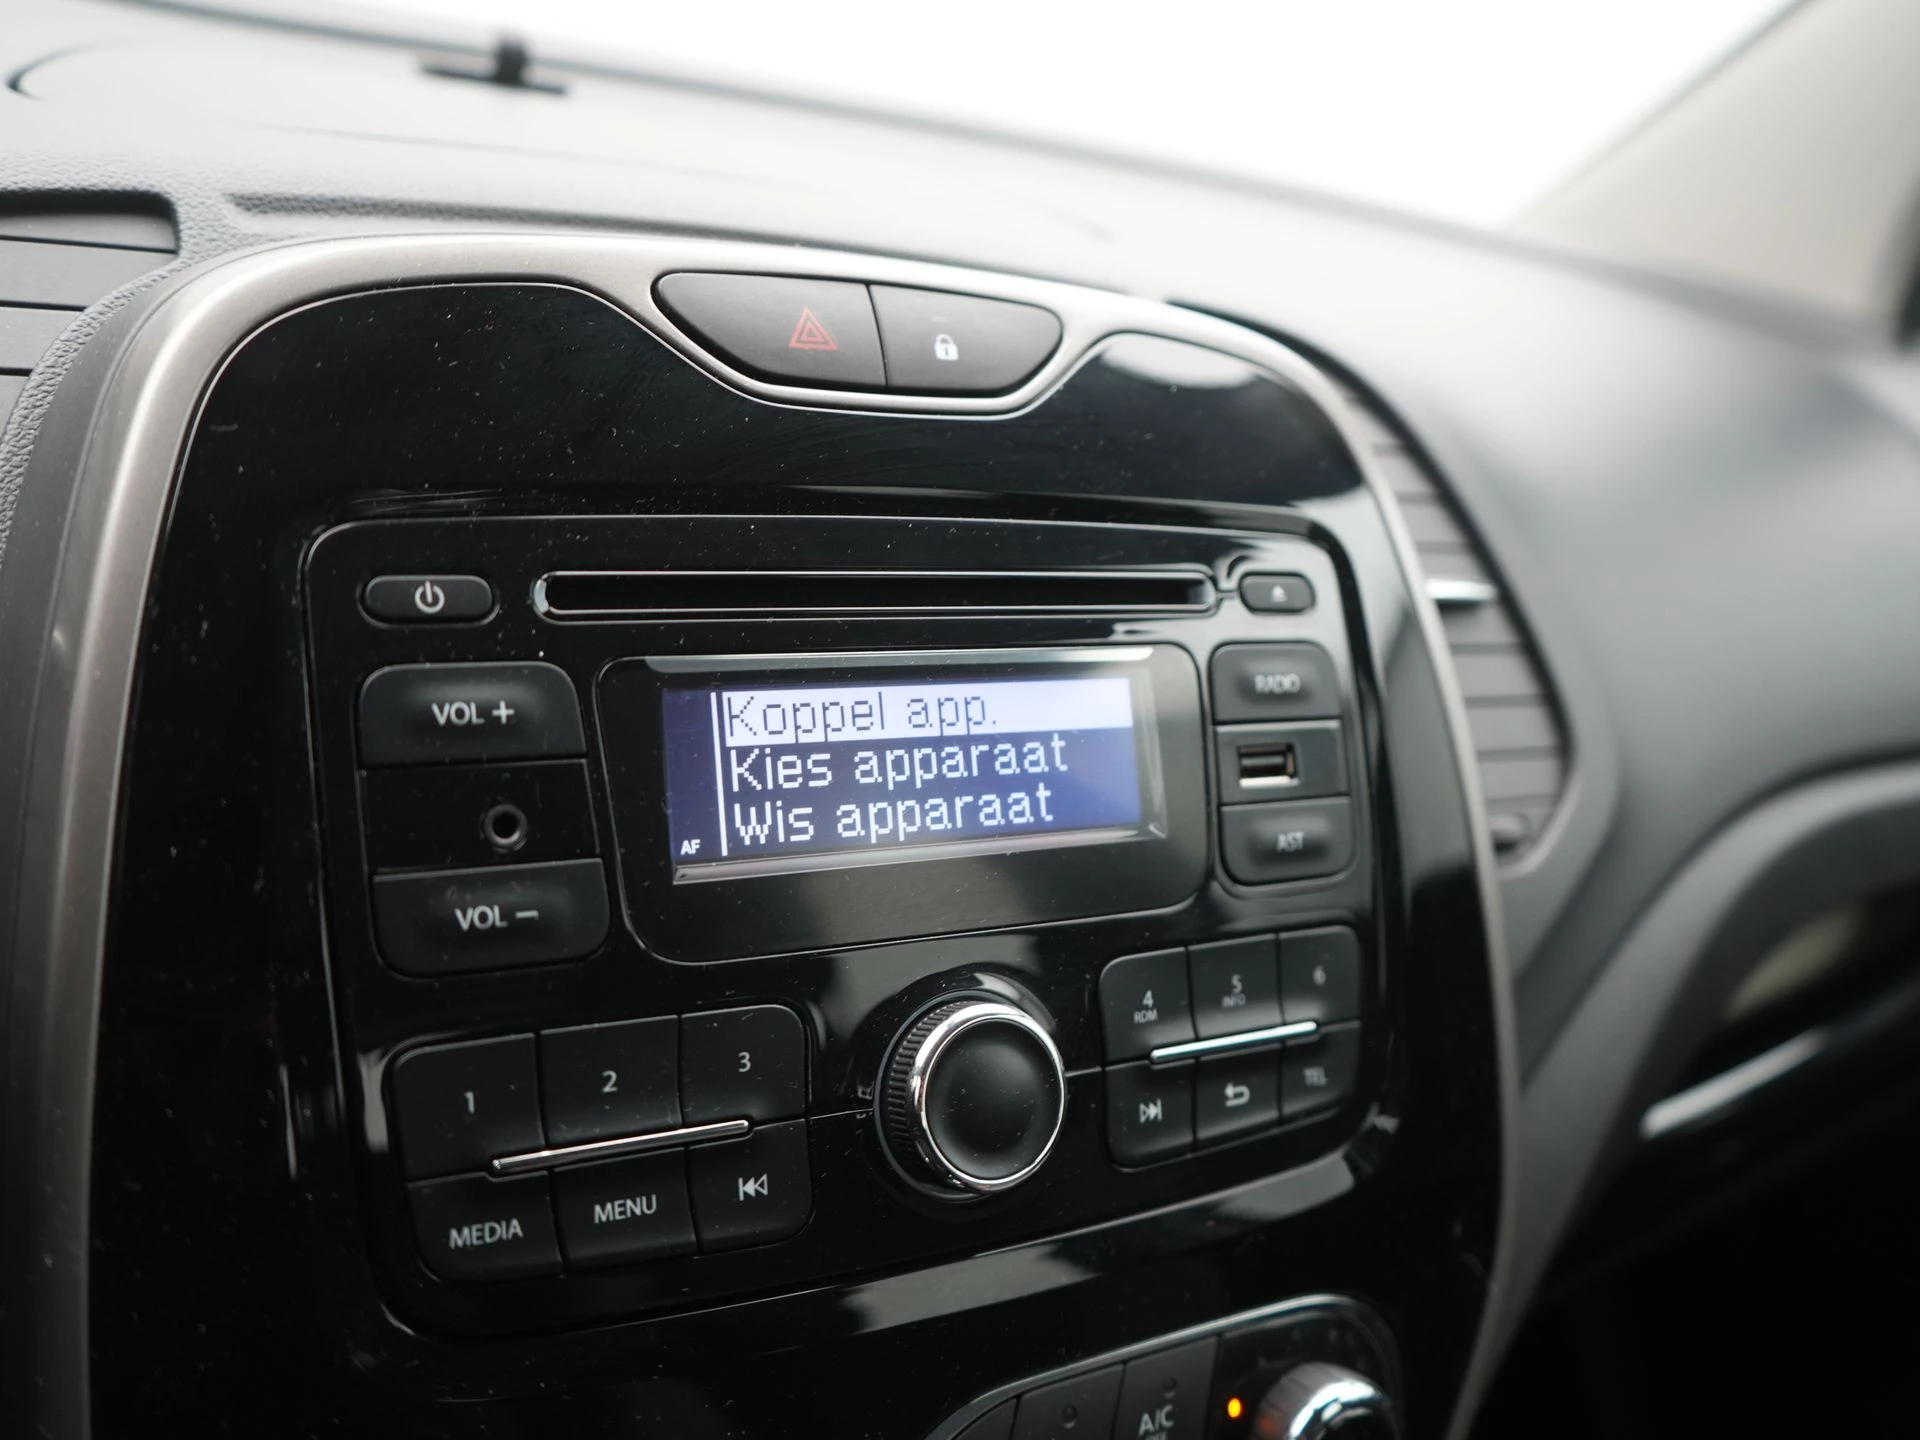 VOL +
VOL −
Koppel app.
Kies apparaat
Wis apparaat
AF
RADIO
AST
1
2
3
MEDIA
MENU
4
RDM
5
INFO
6
TEL
A/C